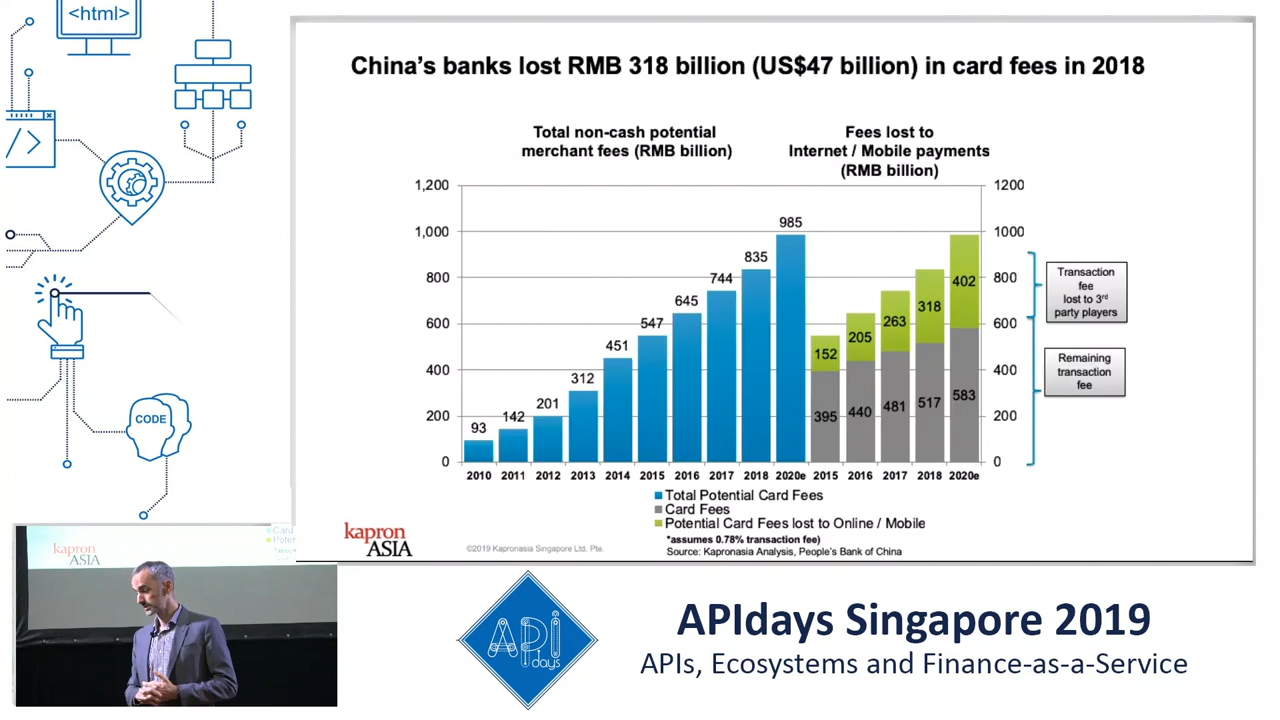 <html>
China's banks lost RMB 318 billion (US$47 billion) in card fees in 2018
Total non-cash potential
merchant fees (RMB billion)
Fees lost to
Internet / Mobile payments
(RMB billion)
1,200
1,000
800
600
400
200
0
93
142
201
312
451
547
645
744
835
985
152
205
263
318
402
395
440
481
517
583
1200
1000
800
600
400
200
0
2010 2011 2012 2013 2014 2015 2016 2017 2018 2020e 2015 2016 2017 2018 2020e
Transaction
fee
lost to 3rd
party players
Remaining
transaction
fee
Total Potential Card Fees
Card Fees
Potential Card Fees lost to Online / Mobile
*assumes 0.78% transaction fee)
Source: Kapronasia Analysis, People's Bank of China
kapron
ASIA
©2019 Kapronasia Singapore Ltd. Pte.
</>
CODE
kapron
ASIA
API
days
APIdays Singapore 2019
APIs, Ecosystems and Finance-as-a-Service